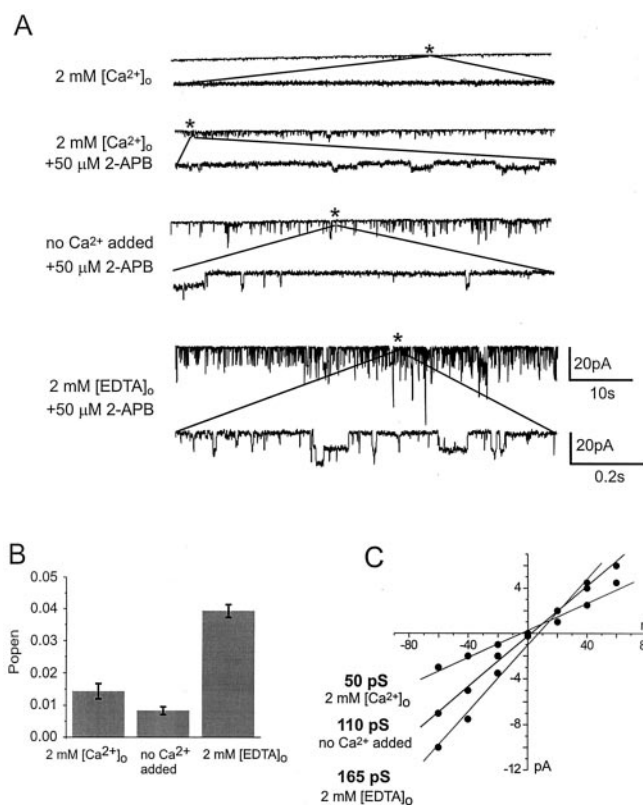 A
*
2 mM [Ca²⁺]ₒ
*
2 mM [Ca²⁺]ₒ
+50 μM 2-APB
*
no Ca²⁺ added
+50 μM 2-APB
*
2 mM [EDTA]ₒ
+50 μM 2-APB
20pA
10s
20pA
0.2s
B
Popen
0.05
0.04
0.03
0.02
0.01
0.00
2 mM [Ca²⁺]ₒ
no Ca²⁺
added
2 mM [EDTA]ₒ
C
4
-80
-40
40
80
-4
-8
-12
pA
50 pS
2 mM [Ca²⁺]ₒ
110 pS
no Ca²⁺ added
165 pS
2 mM [EDTA]ₒ